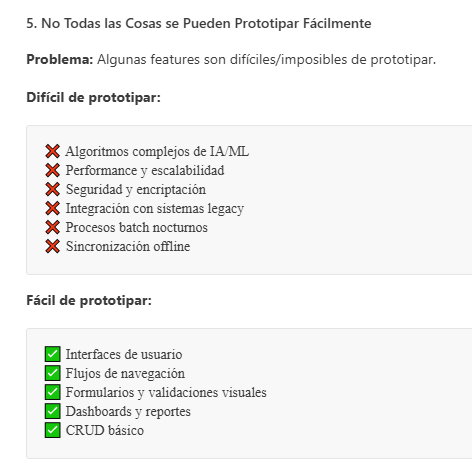 5. No Todas las Cosas se Pueden Prototipar Fácilmente
Problema: Algunas features son difíciles/imposibles de prototipar.
Difícil de prototipar:
❌ Algoritmos complejos de IA/ML
❌ Performance y escalabilidad
❌ Seguridad y encriptación
❌ Integración con sistemas legacy
❌ Procesos batch nocturnos
❌ Sincronización offline
Fácil de prototipar:
✅ Interfaces de usuario
✅ Flujos de navegación
✅ Formularios y validaciones visuales
✅ Dashboards y reportes
✅ CRUD básico